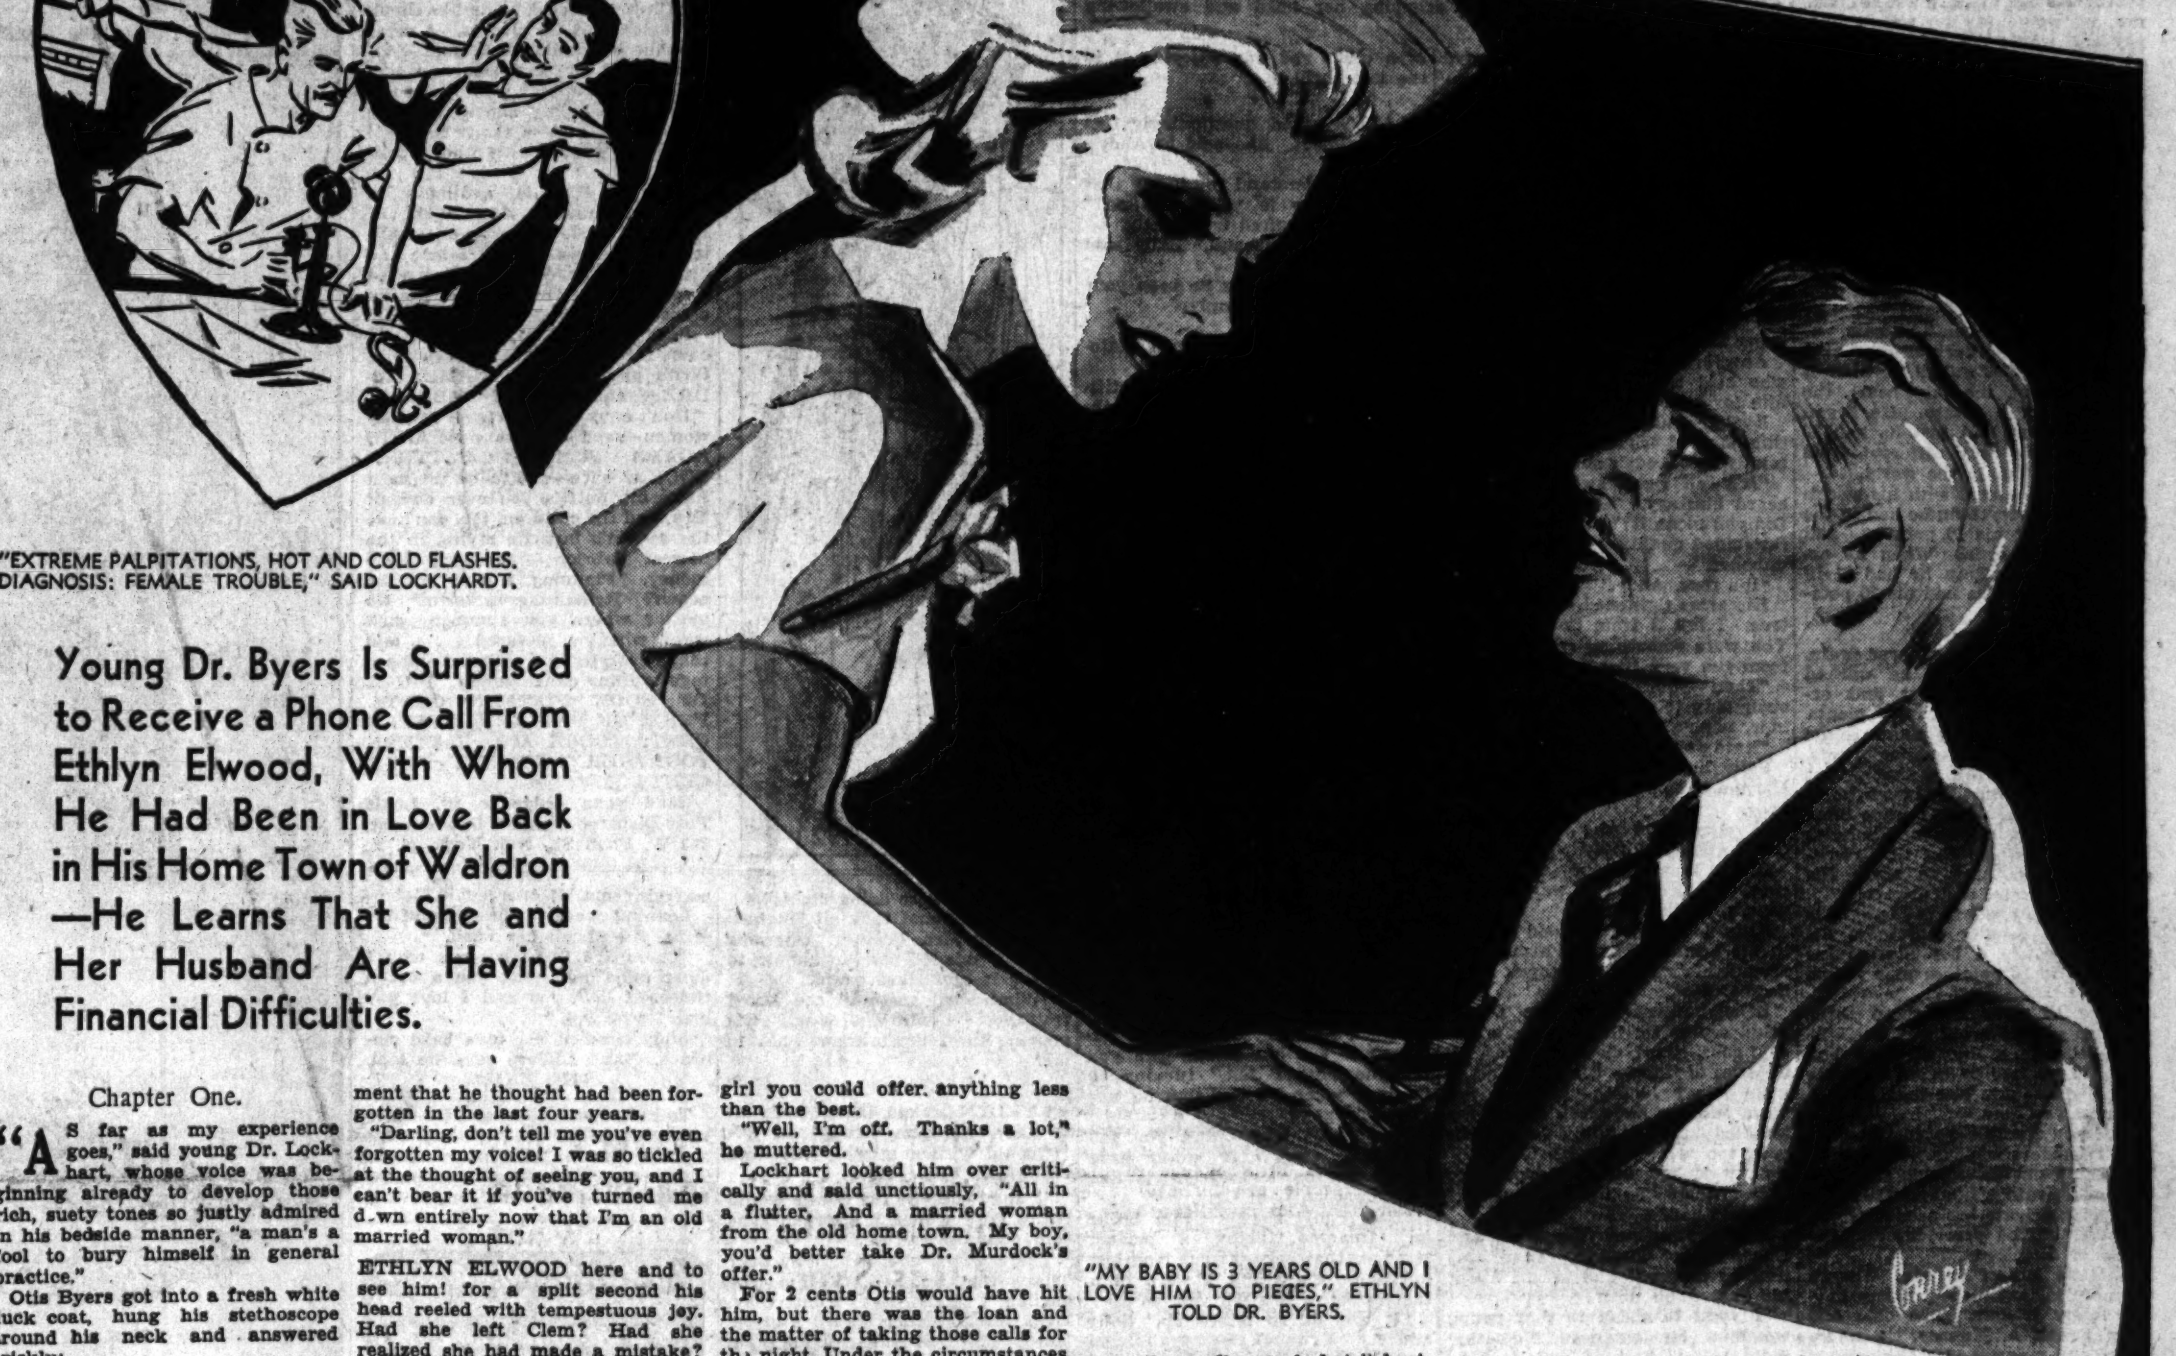 "EXTREME PALPITATIONS, HOT AND COLD FLASHES.
DIAGNOSIS: FEMALE TROUBLE," SAID LOCKHARDT.
Young Dr. Byers Is Surprised
to Receive a Phone Call From
Ethlyn Elwood, With Whom
He Had Been in Love Back
in His Home Town of Waldron
—He Learns That She and
Her Husband Are Having
Financial Difficulties.
Chapter One.
"AS far as my experience
goes," said young Dr. Lock-
hart, whose voice was be-
ginning already to develop those
rich, suety tones so justly admired
in his bedside manner, "a man's a
fool to bury himself in general
practice."
Otis Byers got into a fresh white
duck coat, hung his stethoscope
around his neck and answered
ment that he thought had been for-
gotten in the last four years.
"Darling, don't tell me you've even
forgotten my voice! I was so tickled
at the thought of seeing you, and I
can't bear it if you've turned me
d wn entirely now that I'm an old
married woman."
ETHLYN ELWOOD here and to
see him! for a split second his
head reeled with tempestuous joy.
Had she left Clem? Had she
realized she had made a mistake?
girl you could offer. anything less
than the best.
"Well, I'm off. Thanks a lot,"
he muttered.
Lockhart looked him over criti-
cally and said unctiously, "All in
a flutter. And a married woman
from the old home town. My boy,
you'd better take Dr. Murdock's
offer."
For 2 cents Otis would have hit
him, but there was the loan and
the matter of taking those calls for
the night. Under the circumstances
"MY BABY IS 3 YEARS OLD AND I
LOVE HIM TO PIECES," ETHLYN
TOLD DR. BYERS.
Conrey